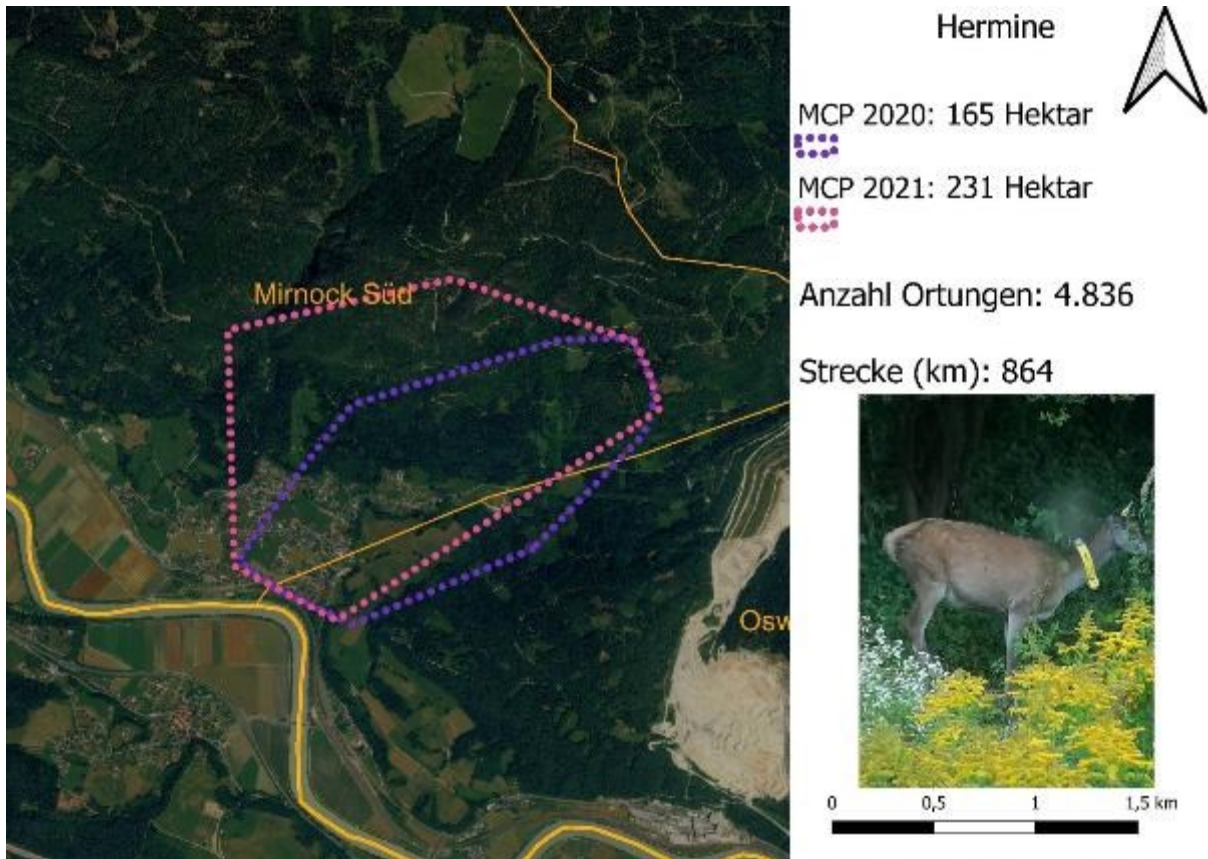 Hermine
MCP 2020: 165 Hektar
MCP 2021: 231 Hektar
Anzahl Ortungen: 4.836
Strecke (km): 864
Mirnock Süd
Osw
0 0,5 1 1,5 km